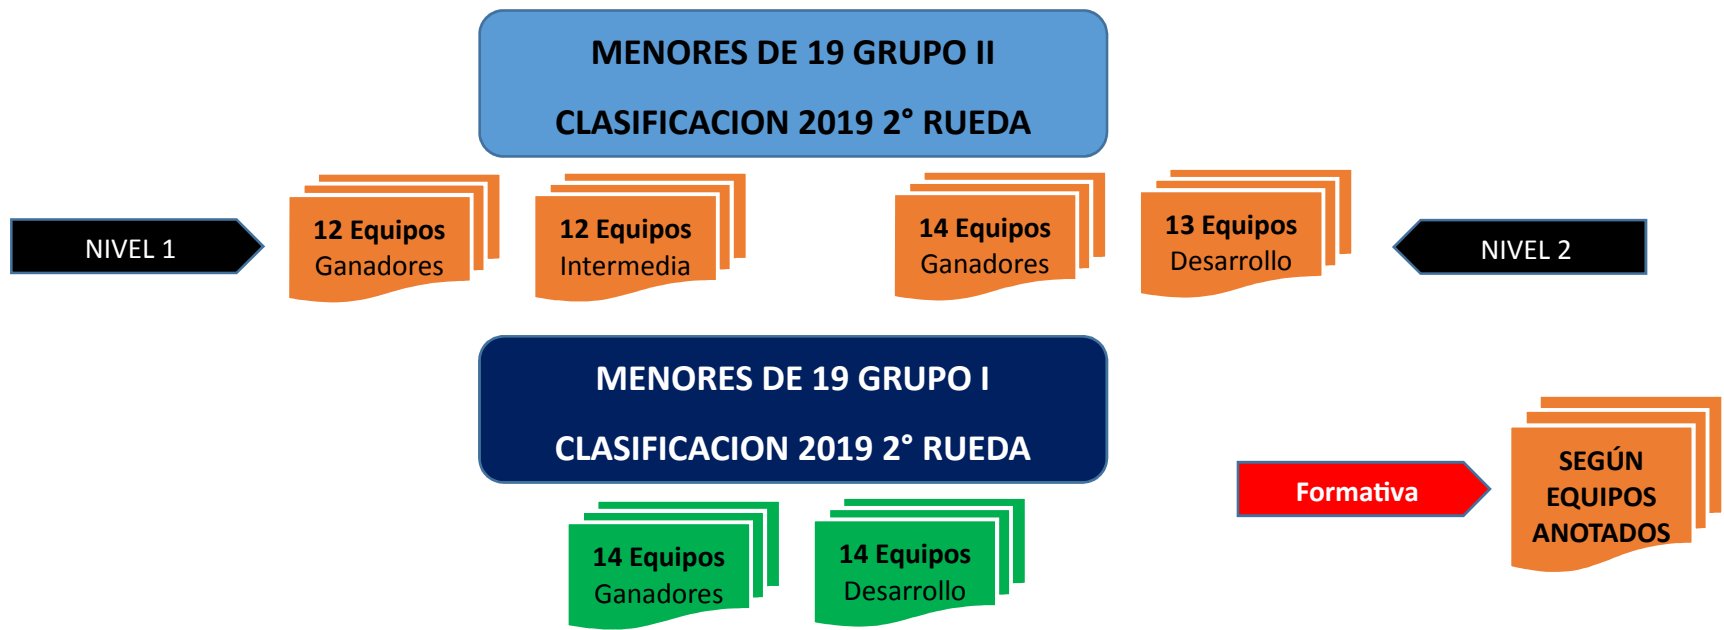 MENORES DE 19 GRUPO II
CLASIFICACION 2019 2° RUEDA
NIVEL 1
12 Equipos
Ganadores
12 Equipos
Intermedia
14 Equipos
Ganadores
13 Equipos
Desarrollo
NIVEL 2
MENORES DE 19 GRUPO I
CLASIFICACION 2019 2° RUEDA
Formativa
SEGÚN
EQUIPOS
ANOTADOS
14 Equipos
Ganadores
14 Equipos
Desarrollo